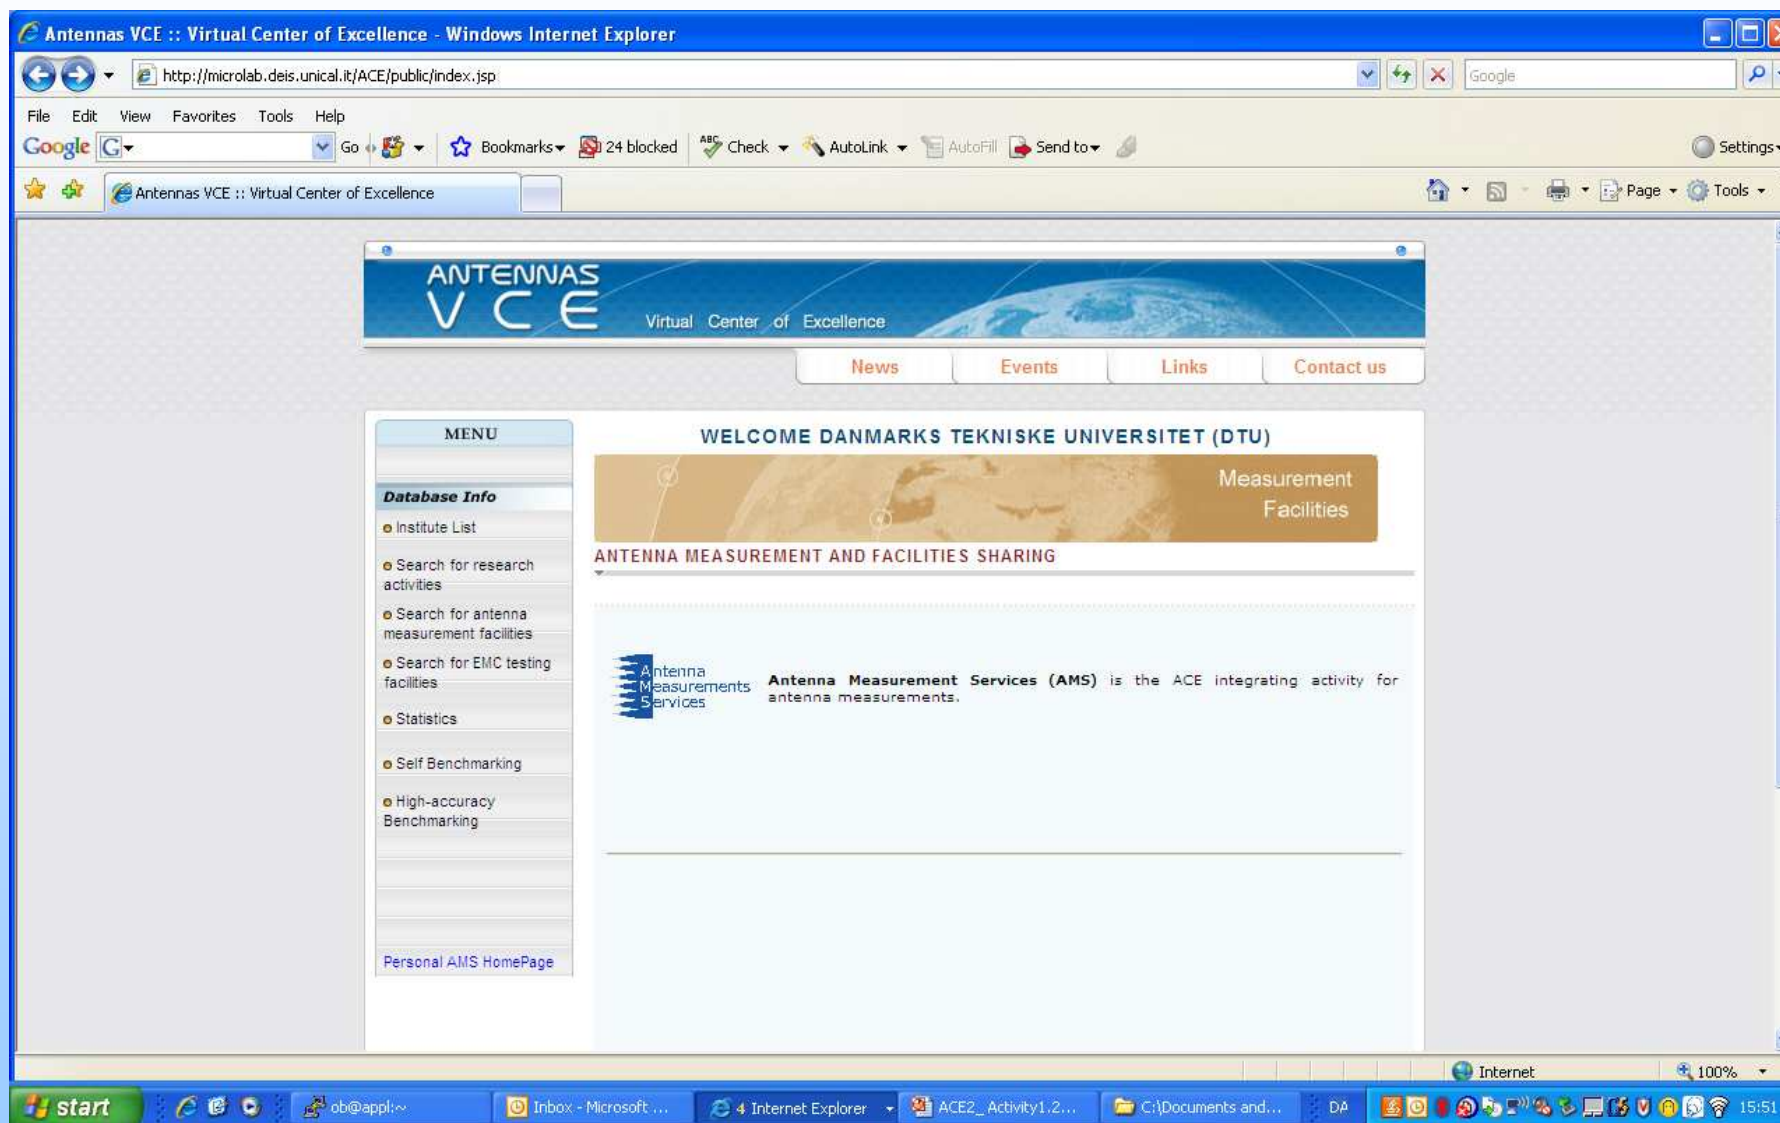 Antennas VCE :: Virtual Center of Excellence - Windows Internet Explorer
http://microlab.deis.unical.it/ACE/public/index.jsp
Google
File Edit View Favorites Tools Help
Google G Go Bookmarks 24 blocked ABC Check AutoLink AutoFill Send to Settings
Antennas VCE :: Virtual Center of Excellence Page Tools
ANTENNAS
VCE Virtual Center of Excellence
News Events Links Contact us
MENU
Database Info
Institute List
Search for research
activities
Search for antenna
measurement facilities
Search for EMC testing
facilities
Statistics
Self Benchmarking
High-accuracy
Benchmarking
Personal AMS HomePage
WELCOME DANMARKS TEKNISKE UNIVERSITET (DTU)
Measurement
Facilities
ANTENNA MEASUREMENT AND FACILITIES SHARING
Antenna
Measurements
Services
Antenna Measurement Services (AMS) is the ACE integrating activity for
antenna measurements.
Internet 100%
start ob@appl:~ Inbox - Microsoft ... 4 Internet Explorer ACE2_ Activity1.2... C:\Documents and... DA 15:51